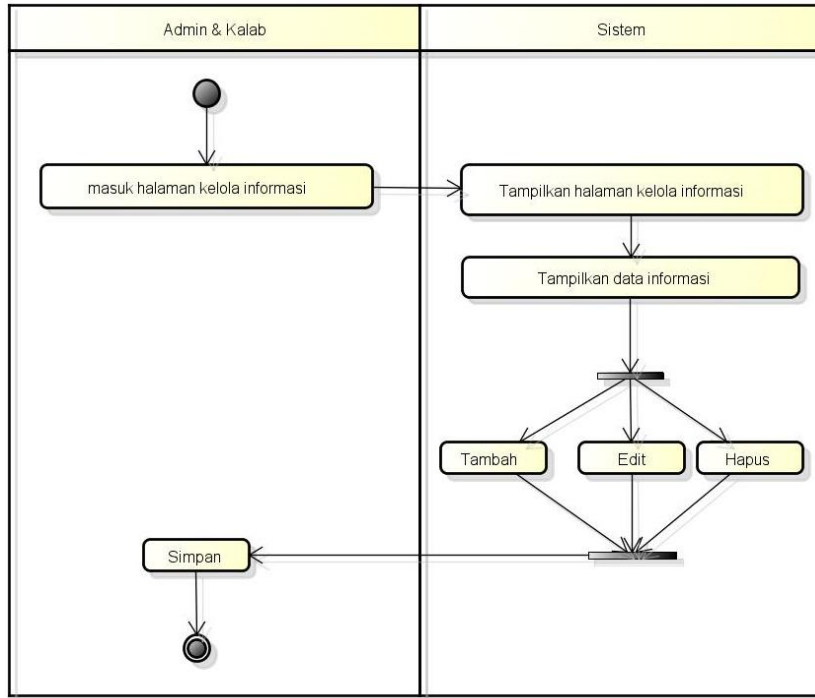 Admin & Kalab
Sistem
masuk halaman kelola informasi
Tampilkan halaman kelola informasi
Tampilkan data informasi
Tambah
Edit
Hapus
Simpan